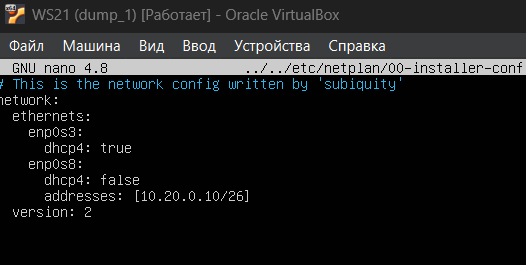 WS21 (dump_1) [Работает] - Oracle VirtualBox
Файл Машина Вид Ввод Устройства Справка
GNU nano 4.8 ../../etc/netplan/00-installer-conf
# This is the network config written by 'subiquity'
network:
  ethernets:
    enp0s3:
      dhcp4: true
    enp0s8:
      dhcp4: false
      addresses: [10.20.0.10/26]
  version: 2